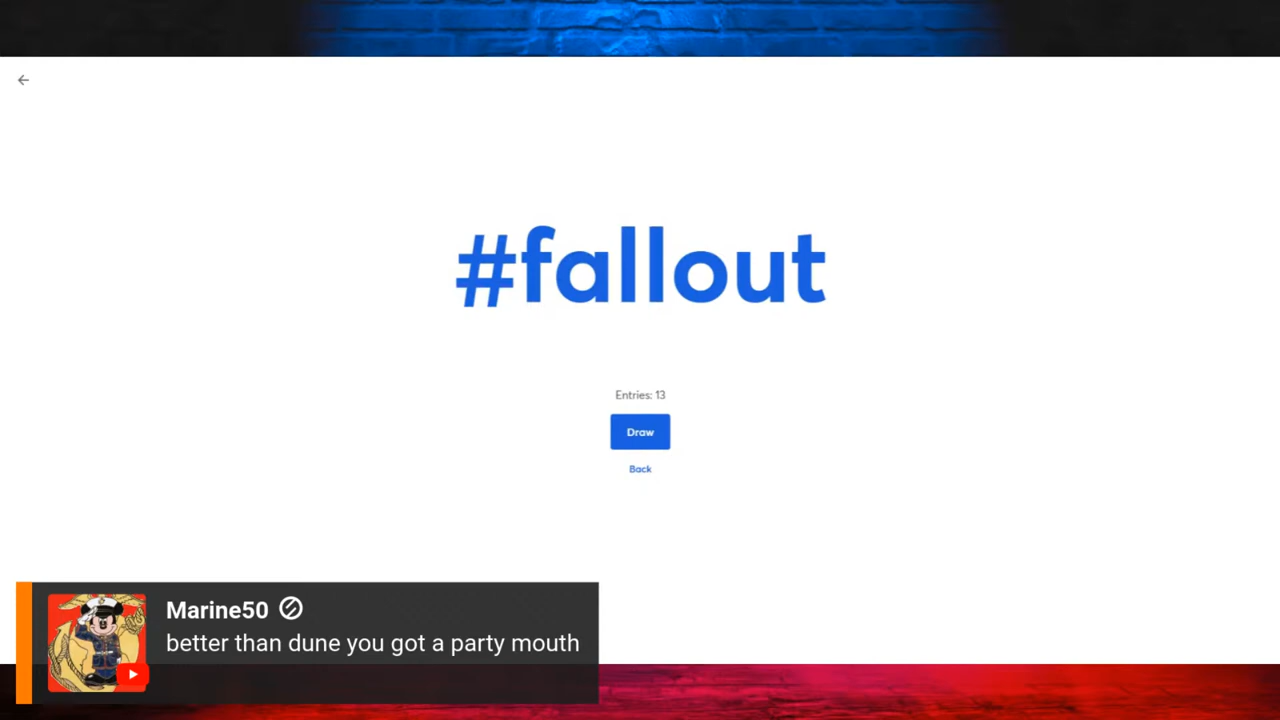 #fallout
Entries: 13
Draw
Back
Marine50
better than dune you got a party mouth